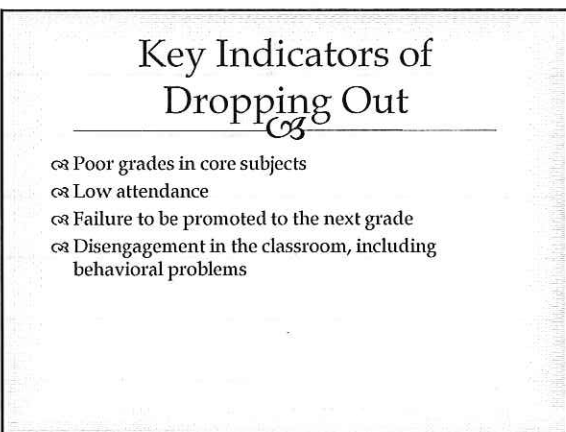 Key Indicators of
Dropping Out
Poor grades in core subjects
Low attendance
Failure to be promoted to the next grade
Disengagement in the classroom, including
behavioral problems